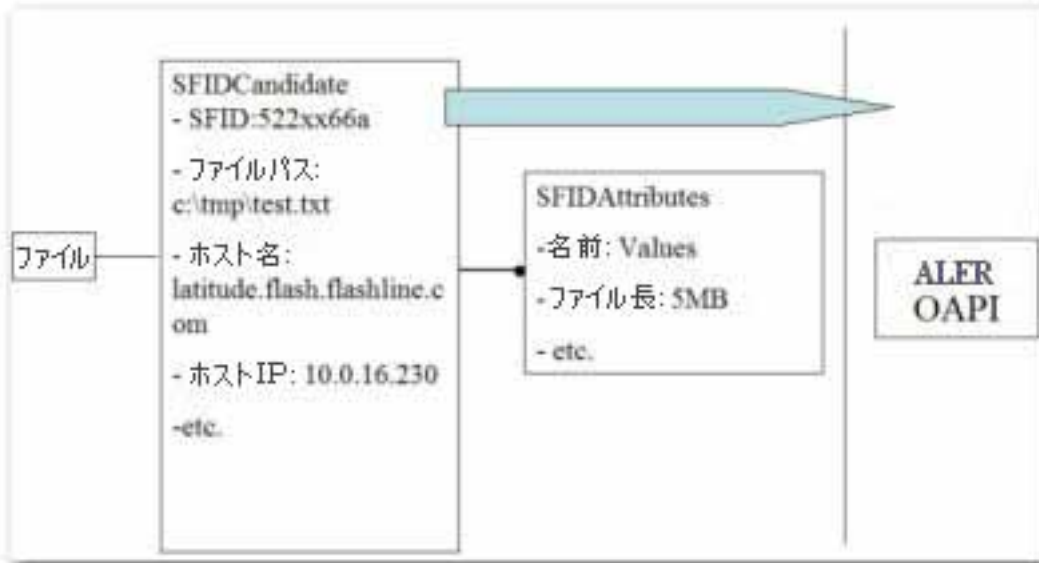 ファイル
SFIDCandidate
- SFID:522xx66a
- ファイルパス:
c:\tmp\test.txt
- ホスト名:
latitude.flash.flashline.c
om
- ホストIP: 10.0.16.230
-etc.
SFIDAttributes
-名前: Values
-ファイル長: 5MB
- etc.
ALER
OAPI